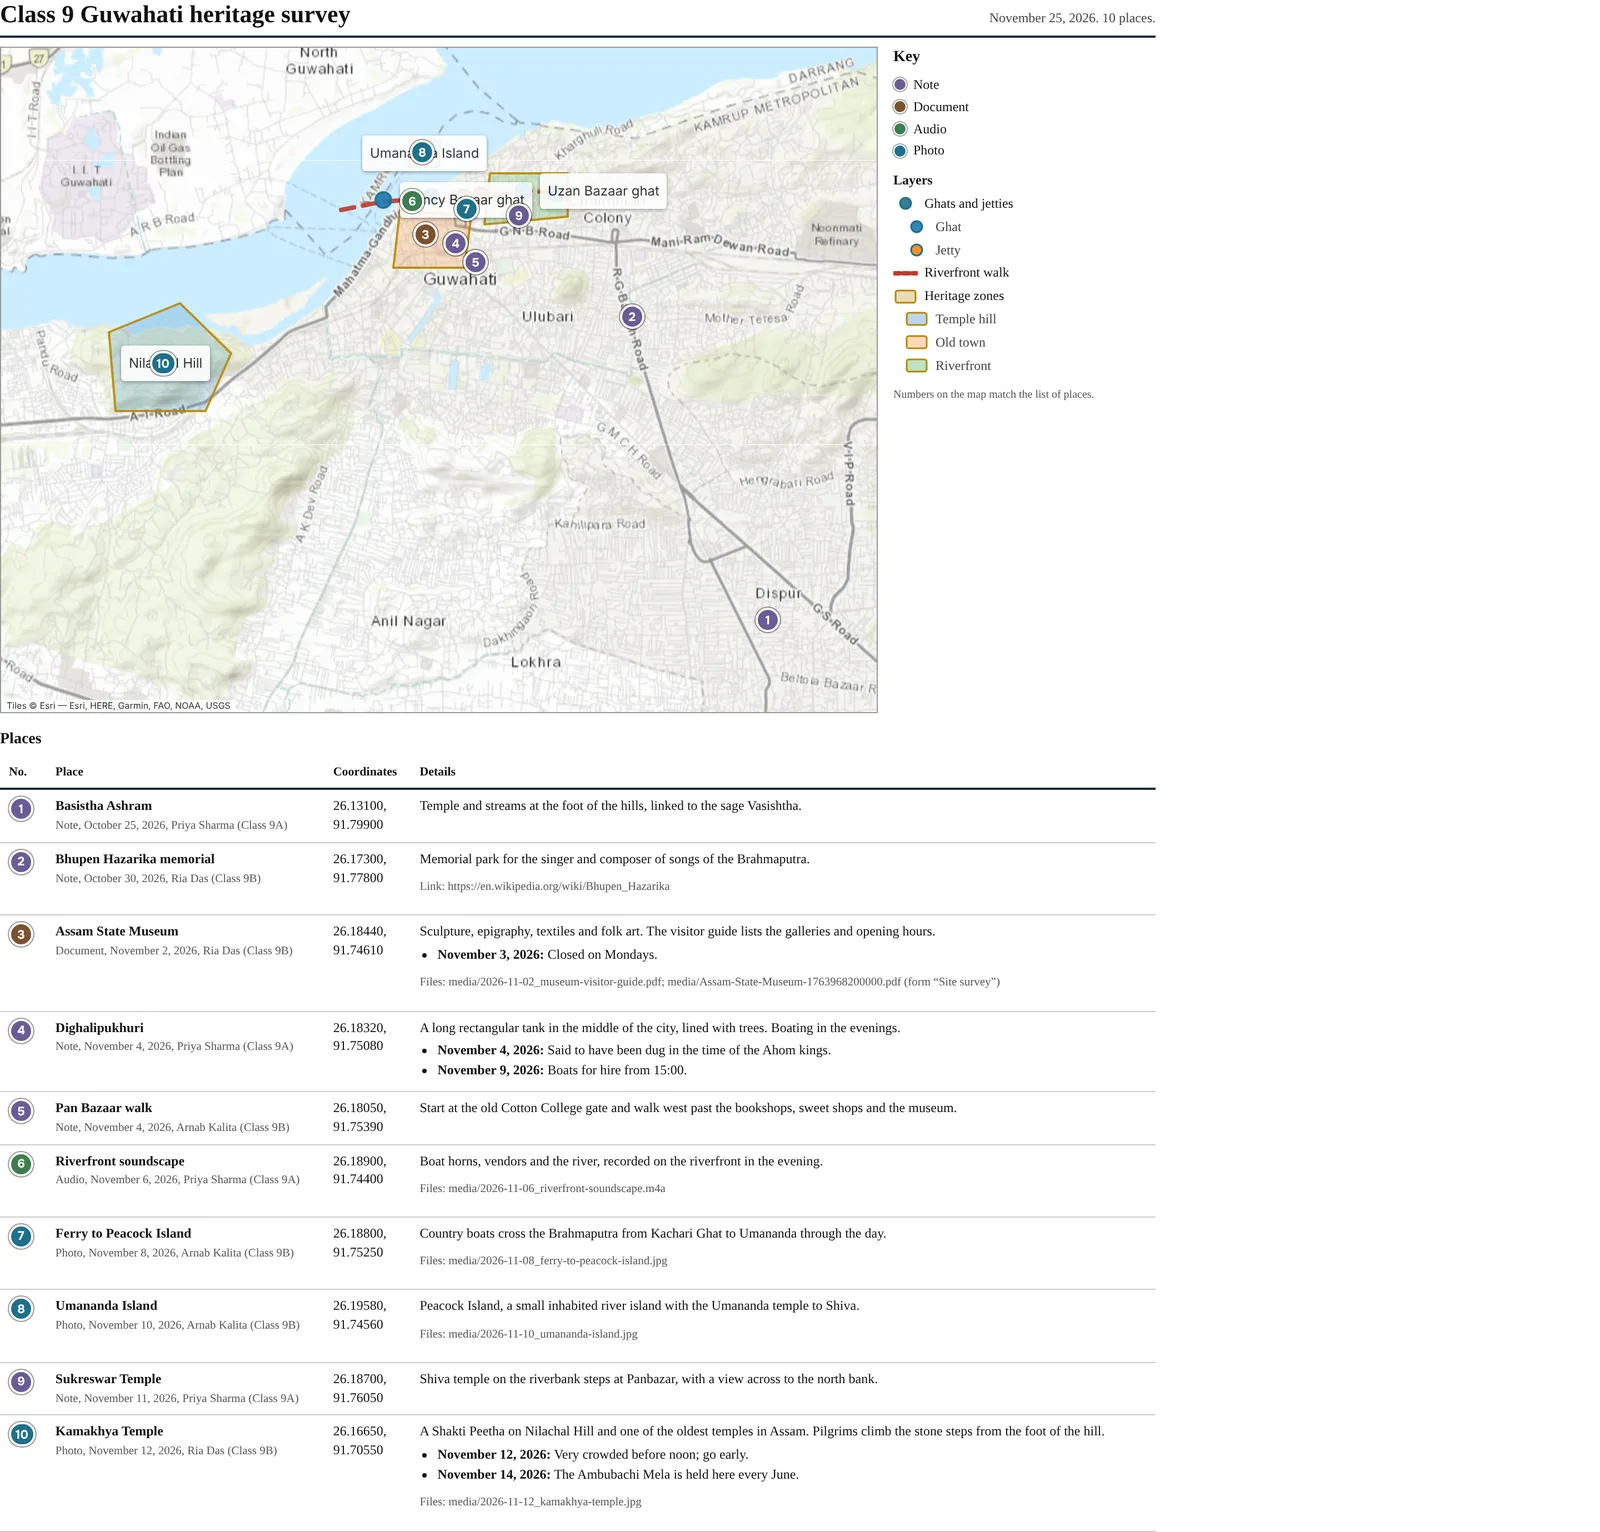 Class 9 Guwahati heritage survey
November 25, 2026. 10 places.
North
Guwahati
27
I I T Road
Indian
Oil Gas
Bottling
Plan
I. I. T
Guwahati
A R B Road
DARRANG
KAMRUP METROPOLITAN
Kharghuli Road
8
Island
6
ghat
7
Uzan Bazaar ghat
9
Colony
G-N-B-Road
Mani-Ram-Dewan-Road
Noonmati
Refinary
Mahatma-Gandhi
3
4
5
Guwahati
Ulubari
2
Mother Teresa Road
Pandu Road
10
Hill
A-I-Road
A K Dev Road
G M C H Road
Hengrabari Road
V-I-P-Road
Kahilipara Road
Anil Nagar
Dakhingaon Road
Lokhra
Dispur
1
G-S-Road
Beltola Bazaar R
Road
Tiles © Esri — Esri, HERE, Garmin, FAO, NOAA, USGS
Key
Note
Document
Audio
Photo
Layers
Ghats and jetties
Ghat
Jetty
Riverfront walk
Heritage zones
Temple hill
Old town
Riverfront
Numbers on the map match the list of places.
Places
No. Place Coordinates Details
1 Basistha Ashram 26.13100, Temple and streams at the foot of the hills, linked to the sage Vasishtha.
Note, October 25, 2026, Priya Sharma (Class 9A) 91.79900
2 Bhupen Hazarika memorial 26.17300, Memorial park for the singer and composer of songs of the Brahmaputra.
Note, October 30, 2026, Ria Das (Class 9B) 91.77800
Link: https://en.wikipedia.org/wiki/Bhupen_Hazarika
3 Assam State Museum 26.18440, Sculpture, epigraphy, textiles and folk art. The visitor guide lists the galleries and opening hours.
Document, November 2, 2026, Ria Das (Class 9B) 91.74610
• November 3, 2026: Closed on Mondays.
Files: media/2026-11-02_museum-visitor-guide.pdf; media/Assam-State-Museum-1763968200000.pdf (form “Site survey”)
4 Dighalipukhuri 26.18320, A long rectangular tank in the middle of the city, lined with trees. Boating in the evenings.
Note, November 4, 2026, Priya Sharma (Class 9A) 91.75080
• November 4, 2026: Said to have been dug in the time of the Ahom kings.
• November 9, 2026: Boats for hire from 15:00.
5 Pan Bazaar walk 26.18050, Start at the old Cotton College gate and walk west past the bookshops, sweet shops and the museum.
Note, November 4, 2026, Arnab Kalita (Class 9B) 91.75390
6 Riverfront soundscape 26.18900, Boat horns, vendors and the river, recorded on the riverfront in the evening.
Audio, November 6, 2026, Priya Sharma (Class 9A) 91.74400
Files: media/2026-11-06_riverfront-soundscape.m4a
7 Ferry to Peacock Island 26.18800, Country boats cross the Brahmaputra from Kachari Ghat to Umananda through the day.
Photo, November 8, 2026, Arnab Kalita (Class 9B) 91.75250
Files: media/2026-11-08_ferry-to-peacock-island.jpg
8 Umananda Island 26.19580, Peacock Island, a small inhabited river island with the Umananda temple to Shiva.
Photo, November 10, 2026, Arnab Kalita (Class 9B) 91.74560
Files: media/2026-11-10_umananda-island.jpg
9 Sukreswar Temple 26.18700, Shiva temple on the riverbank steps at Panbazar, with a view across to the north bank.
Note, November 11, 2026, Priya Sharma (Class 9A) 91.76050
10 Kamakhya Temple 26.16650, A Shakti Peetha on Nilachal Hill and one of the oldest temples in Assam. Pilgrims climb the stone steps from the foot of the hill.
Photo, November 12, 2026, Ria Das (Class 9B) 91.70550
• November 12, 2026: Very crowded before noon; go early.
• November 14, 2026: The Ambubachi Mela is held here every June.
Files: media/2026-11-12_kamakhya-temple.jpg